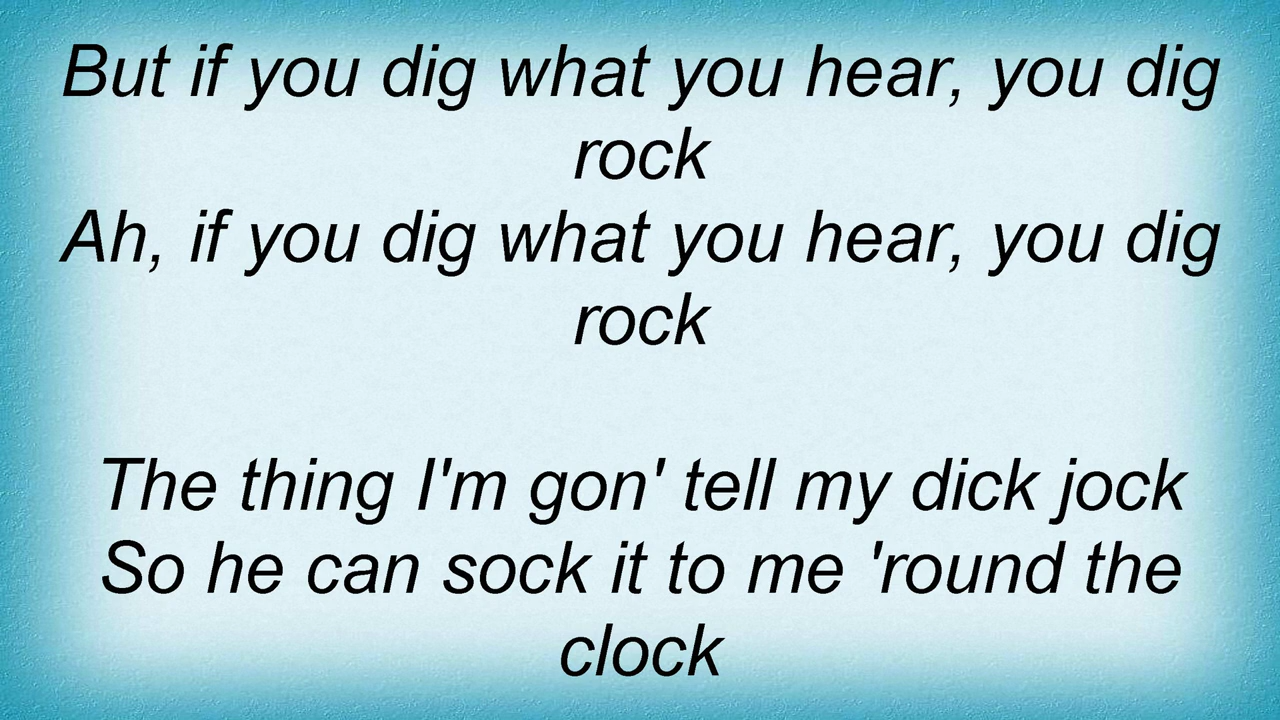 But if you dig what you hear, you dig
rock
Ah, if you dig what you hear, you dig
rock
The thing I'm gon' tell my dick jock
So he can sock it to me 'round the
clock